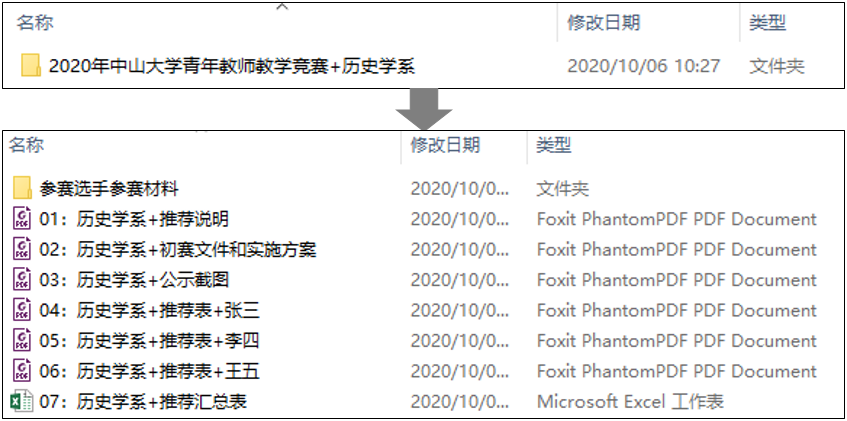 名称 修改日期 类型
2020年中山大学青年教师教学竞赛+历史学系 2020/10/06 10:27 文件夹
名称 修改日期 类型
参赛选手参赛材料 2020/10/0... 文件夹
01：历史学系+推荐说明 2020/10/0... Foxit PhantomPDF PDF Document
02：历史学系+初赛文件和实施方案 2020/10/0... Foxit PhantomPDF PDF Document
03：历史学系+公示截图 2020/10/0... Foxit PhantomPDF PDF Document
04：历史学系+推荐表+张三 2020/10/0... Foxit PhantomPDF PDF Document
05：历史学系+推荐表+李四 2020/10/0... Foxit PhantomPDF PDF Document
06：历史学系+推荐表+王五 2020/10/0... Foxit PhantomPDF PDF Document
07：历史学系+推荐汇总表 2020/10/0... Microsoft Excel 工作表